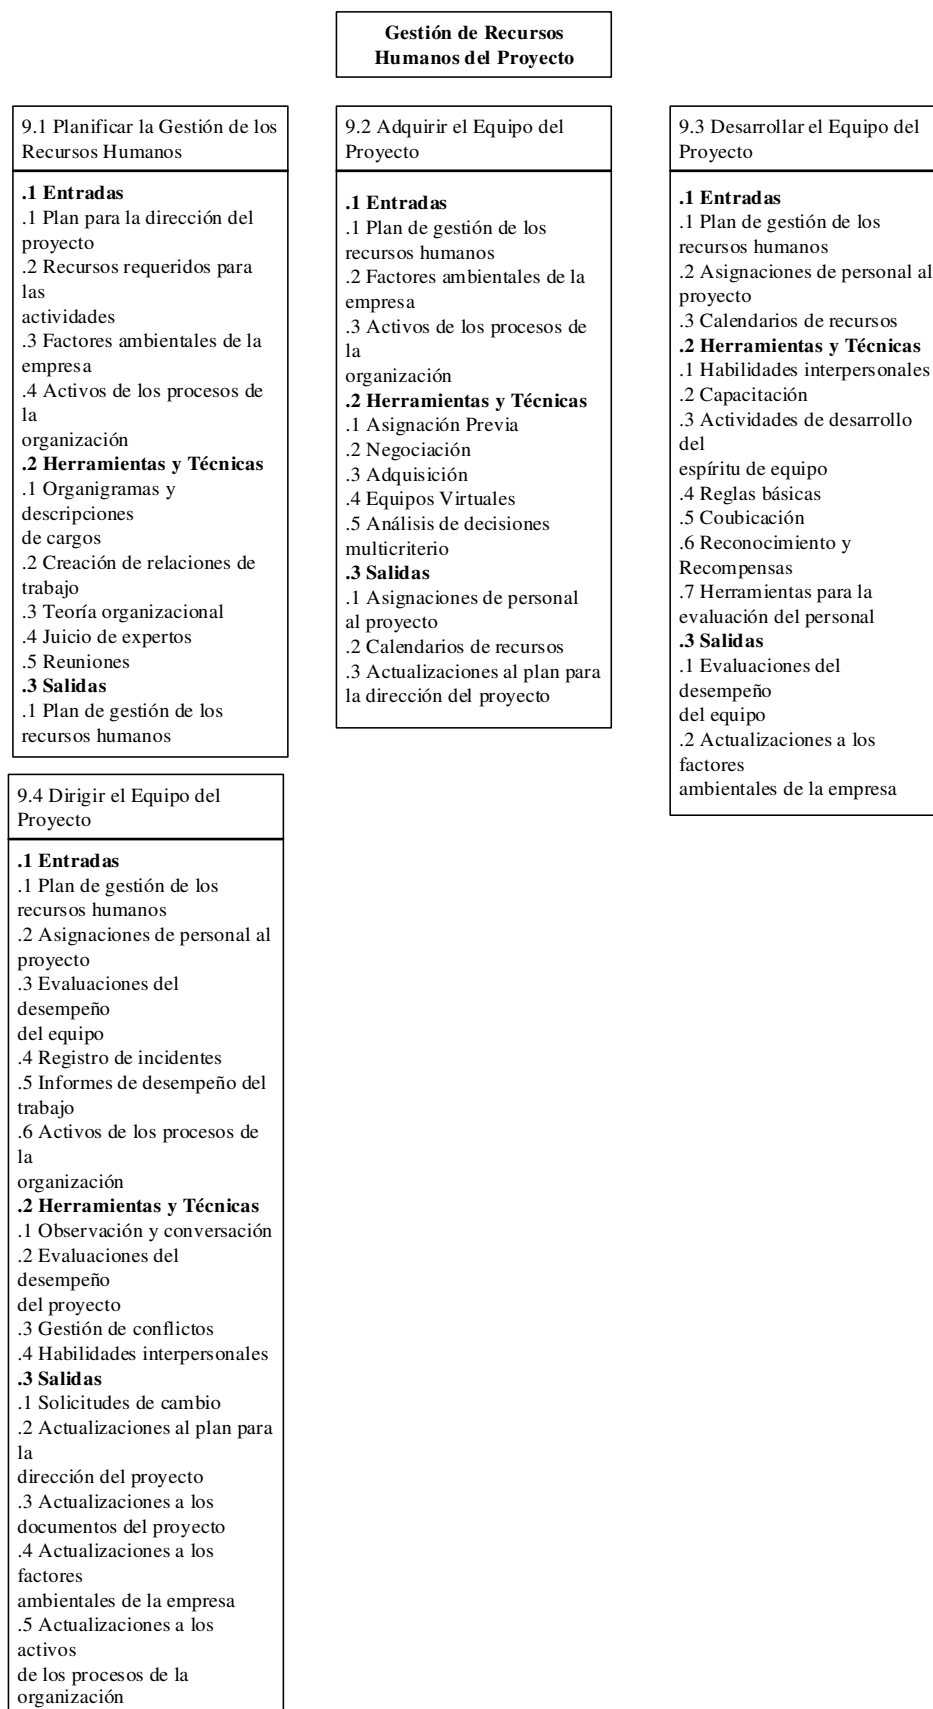 Gestión de Recursos
Humanos del Proyecto
9.1 Planificar la Gestión de los
Recursos Humanos
.1 Entradas
.1 Plan para la dirección del
proyecto
.2 Recursos requeridos para
las
actividades
.3 Factores ambientales de la
empresa
.4 Activos de los procesos de
la
organización
.2 Herramientas y Técnicas
.1 Organigramas y
descripciones
de cargos
.2 Creación de relaciones de
trabajo
.3 Teoría organizacional
.4 Juicio de expertos
.5 Reuniones
.3 Salidas
.1 Plan de gestión de los
recursos humanos
9.2 Adquirir el Equipo del
Proyecto
.1 Entradas
.1 Plan de gestión de los
recursos humanos
.2 Factores ambientales de la
empresa
.3 Activos de los procesos de
la
organización
.2 Herramientas y Técnicas
.1 Asignación Previa
.2 Negociación
.3 Adquisición
.4 Equipos Virtuales
.5 Análisis de decisiones
multicriterio
.3 Salidas
.1 Asignaciones de personal
al proyecto
.2 Calendarios de recursos
.3 Actualizaciones al plan para
la dirección del proyecto
9.3 Desarrollar el Equipo del
Proyecto
.1 Entradas
.1 Plan de gestión de los
recursos humanos
.2 Asignaciones de personal al
proyecto
.3 Calendarios de recursos
.2 Herramientas y Técnicas
.1 Habilidades interpersonales
.2 Capacitación
.3 Actividades de desarrollo
del
espíritu de equipo
.4 Reglas básicas
.5 Coubicación
.6 Reconocimiento y
Recompensas
.7 Herramientas para la
evaluación del personal
.3 Salidas
.1 Evaluaciones del
desempeño
del equipo
.2 Actualizaciones a los
factores
ambientales de la empresa
9.4 Dirigir el Equipo del
Proyecto
.1 Entradas
.1 Plan de gestión de los
recursos humanos
.2 Asignaciones de personal al
proyecto
.3 Evaluaciones del
desempeño
del equipo
.4 Registro de incidentes
.5 Informes de desempeño del
trabajo
.6 Activos de los procesos de
la
organización
.2 Herramientas y Técnicas
.1 Observación y conversación
.2 Evaluaciones del
desempeño
del proyecto
.3 Gestión de conflictos
.4 Habilidades interpersonales
.3 Salidas
.1 Solicitudes de cambio
.2 Actualizaciones al plan para
la
dirección del proyecto
.3 Actualizaciones a los
documentos del proyecto
.4 Actualizaciones a los
factores
ambientales de la empresa
.5 Actualizaciones a los
activos
de los procesos de la
organización